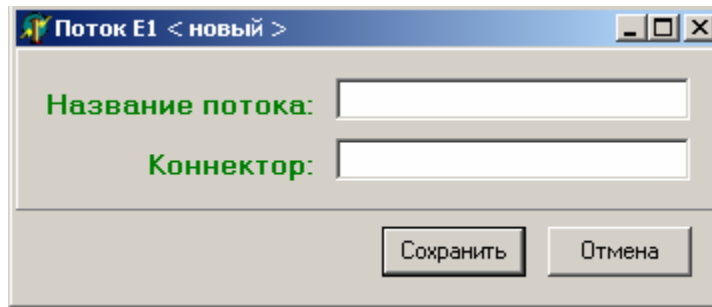 Поток E1 < новый >
Название потока:
Коннектор:
Сохранить Отмена